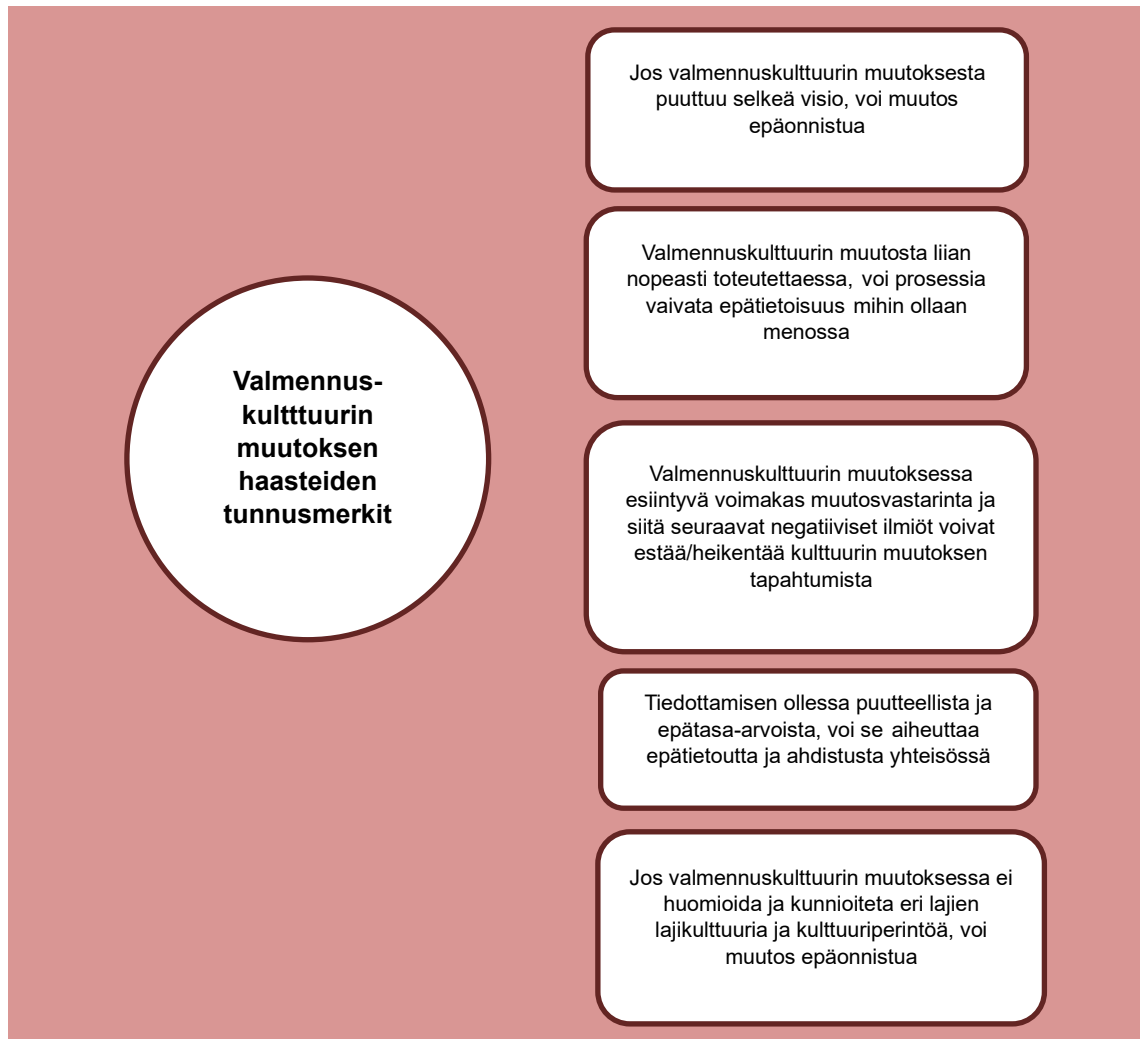 Jos valmennuskulttuurin muutoksesta
puuttuu selkeä visio, voi muutos
epäonnistua
Valmennuskulttuurin muutosta liian
nopeasti toteutettaessa, voi prosessia
vaivata epätietoisuus mihin ollaan
menossa
Valmennus-
kultttuurin
muutoksen
haasteiden
tunnusmerkit
Valmennuskulttuurin muutoksessa
esiintyvä voimakas muutosvastarinta ja
siitä seuraavat negatiiviset ilmiöt voivat
estää/heikentää kulttuurin muutoksen
tapahtumista
Tiedottamisen ollessa puutteellista ja
epätasa-arvoista, voi se aiheuttaa
epätietoutta ja ahdistusta yhteisössä
Jos valmennuskulttuurin muutoksessa ei
huomioida ja kunnioiteta eri lajien
lajikulttuuria ja kulttuuriperintöä, voi
muutos epäonnistua